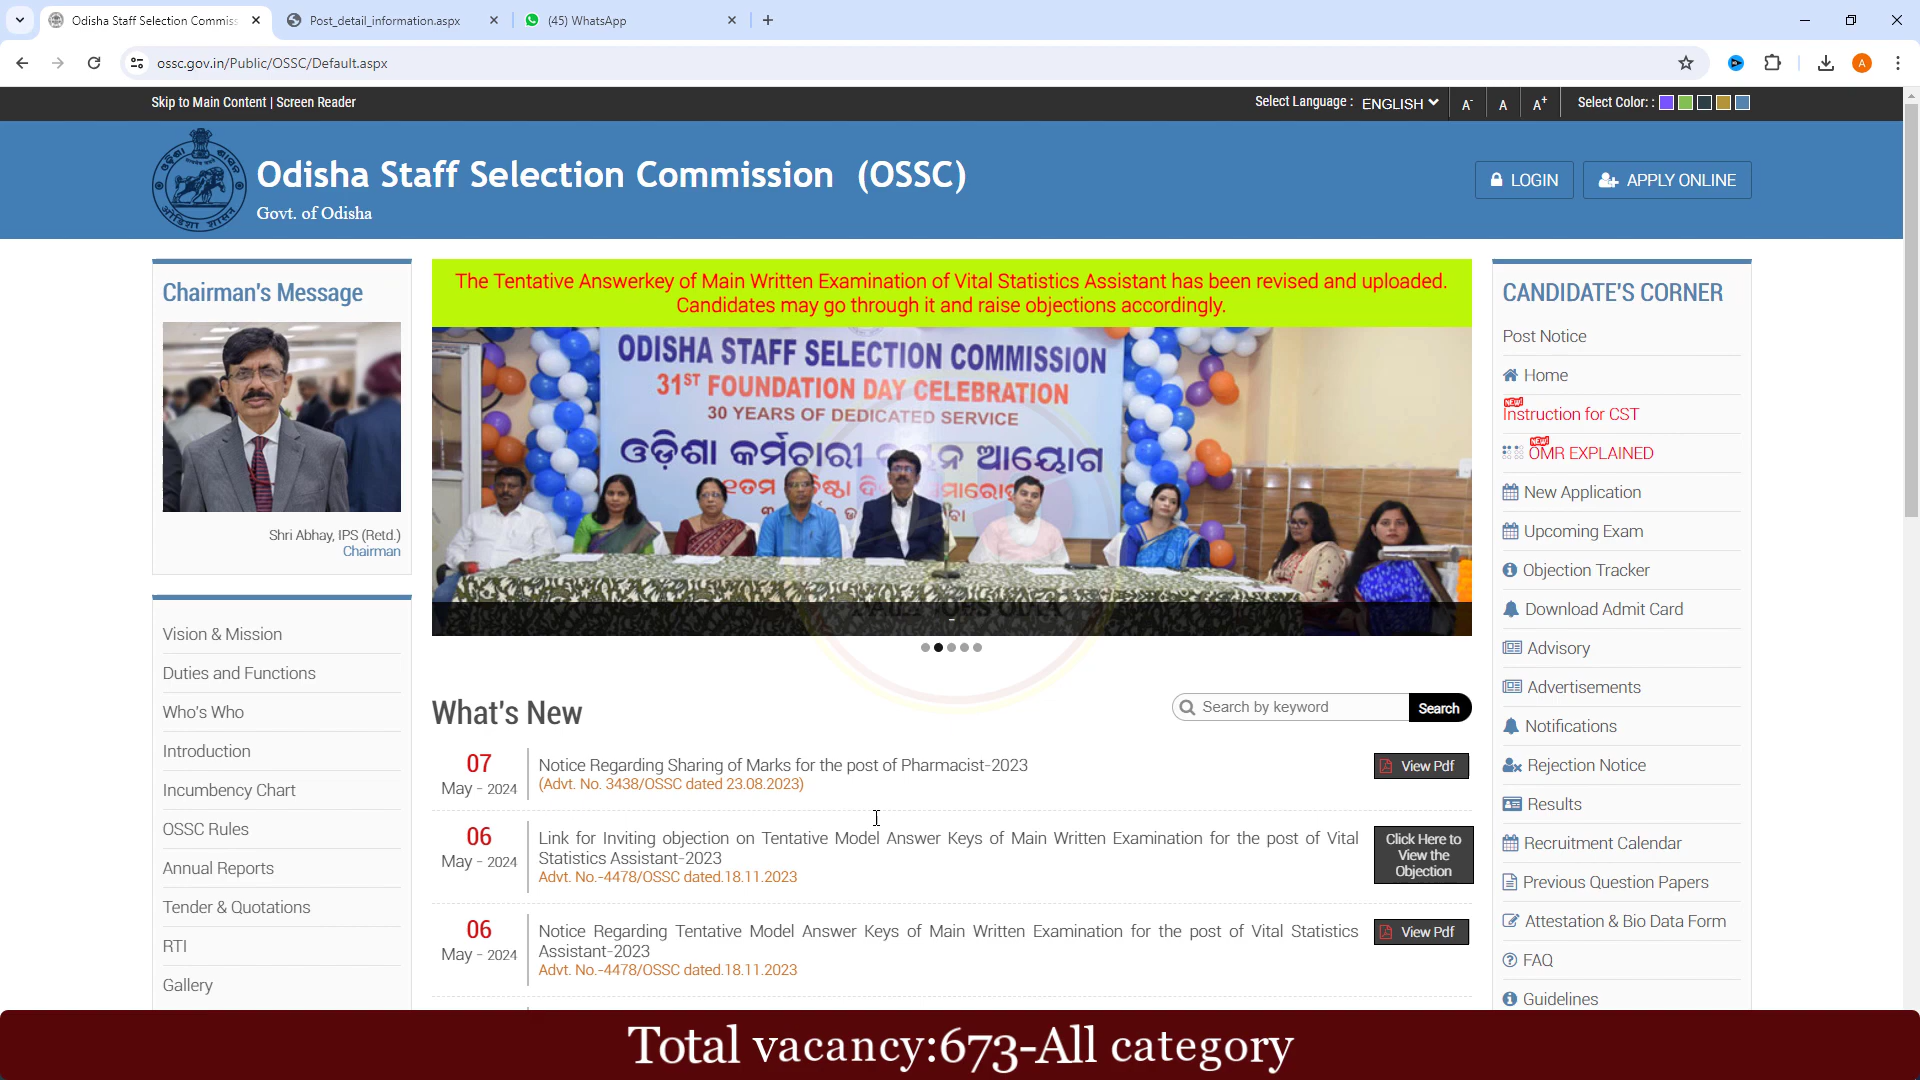 Odisha Staff Selection Commiss
Post_detail_information.aspx
(45) WhatsApp
ossc.gov.in/Public/OSSC/Default.aspx
A
Skip to Main Content | Screen Reader
Select Language :
ENGLISH
A-
A
A+
Select Color: :
Odisha Staff Selection Commission (OSSC)
Govt. of Odisha
LOGIN
APPLY ONLINE
Chairman's Message
Shri Abhay, IPS (Retd.)
Chairman
Vision & Mission
Duties and Functions
Who's Who
Introduction
Incumbency Chart
OSSC Rules
Annual Reports
Tender & Quotations
RTI
Gallery
The Tentative Answerkey of Main Written Examination of Vital Statistics Assistant has been revised and uploaded.
Candidates may go through it and raise objections accordingly.
ODISHA STAFF SELECTION COMMISSION
31ST FOUNDATION DAY CELEBRATION
30 YEARS OF DEDICATED SERVICE
ଓଡ଼ିଶା କର୍ମଚାରୀ ଆୟୋଗ
What's New
Search by keyword
Search
07
May - 2024
Notice Regarding Sharing of Marks for the post of Pharmacist-2023
(Advt. No. 3438/OSSC dated 23.08.2023)
View Pdf
06
May - 2024
Link for Inviting objection on Tentative Model Answer Keys of Main Written Examination for the post of Vital
Statistics Assistant-2023
Advt. No.-4478/OSSC dated.18.11.2023
Click Here to
View the
Objection
06
May - 2024
Notice Regarding Tentative Model Answer Keys of Main Written Examination for the post of Vital Statistics
Assistant-2023
Advt. No.-4478/OSSC dated.18.11.2023
View Pdf
CANDIDATE'S CORNER
Post Notice
Home
NEW!
Instruction for CST
NEW!
OMR EXPLAINED
New Application
Upcoming Exam
Objection Tracker
Download Admit Card
Advisory
Advertisements
Notifications
Rejection Notice
Results
Recruitment Calendar
Previous Question Papers
Attestation & Bio Data Form
FAQ
Guidelines
Total vacancy:673-All category